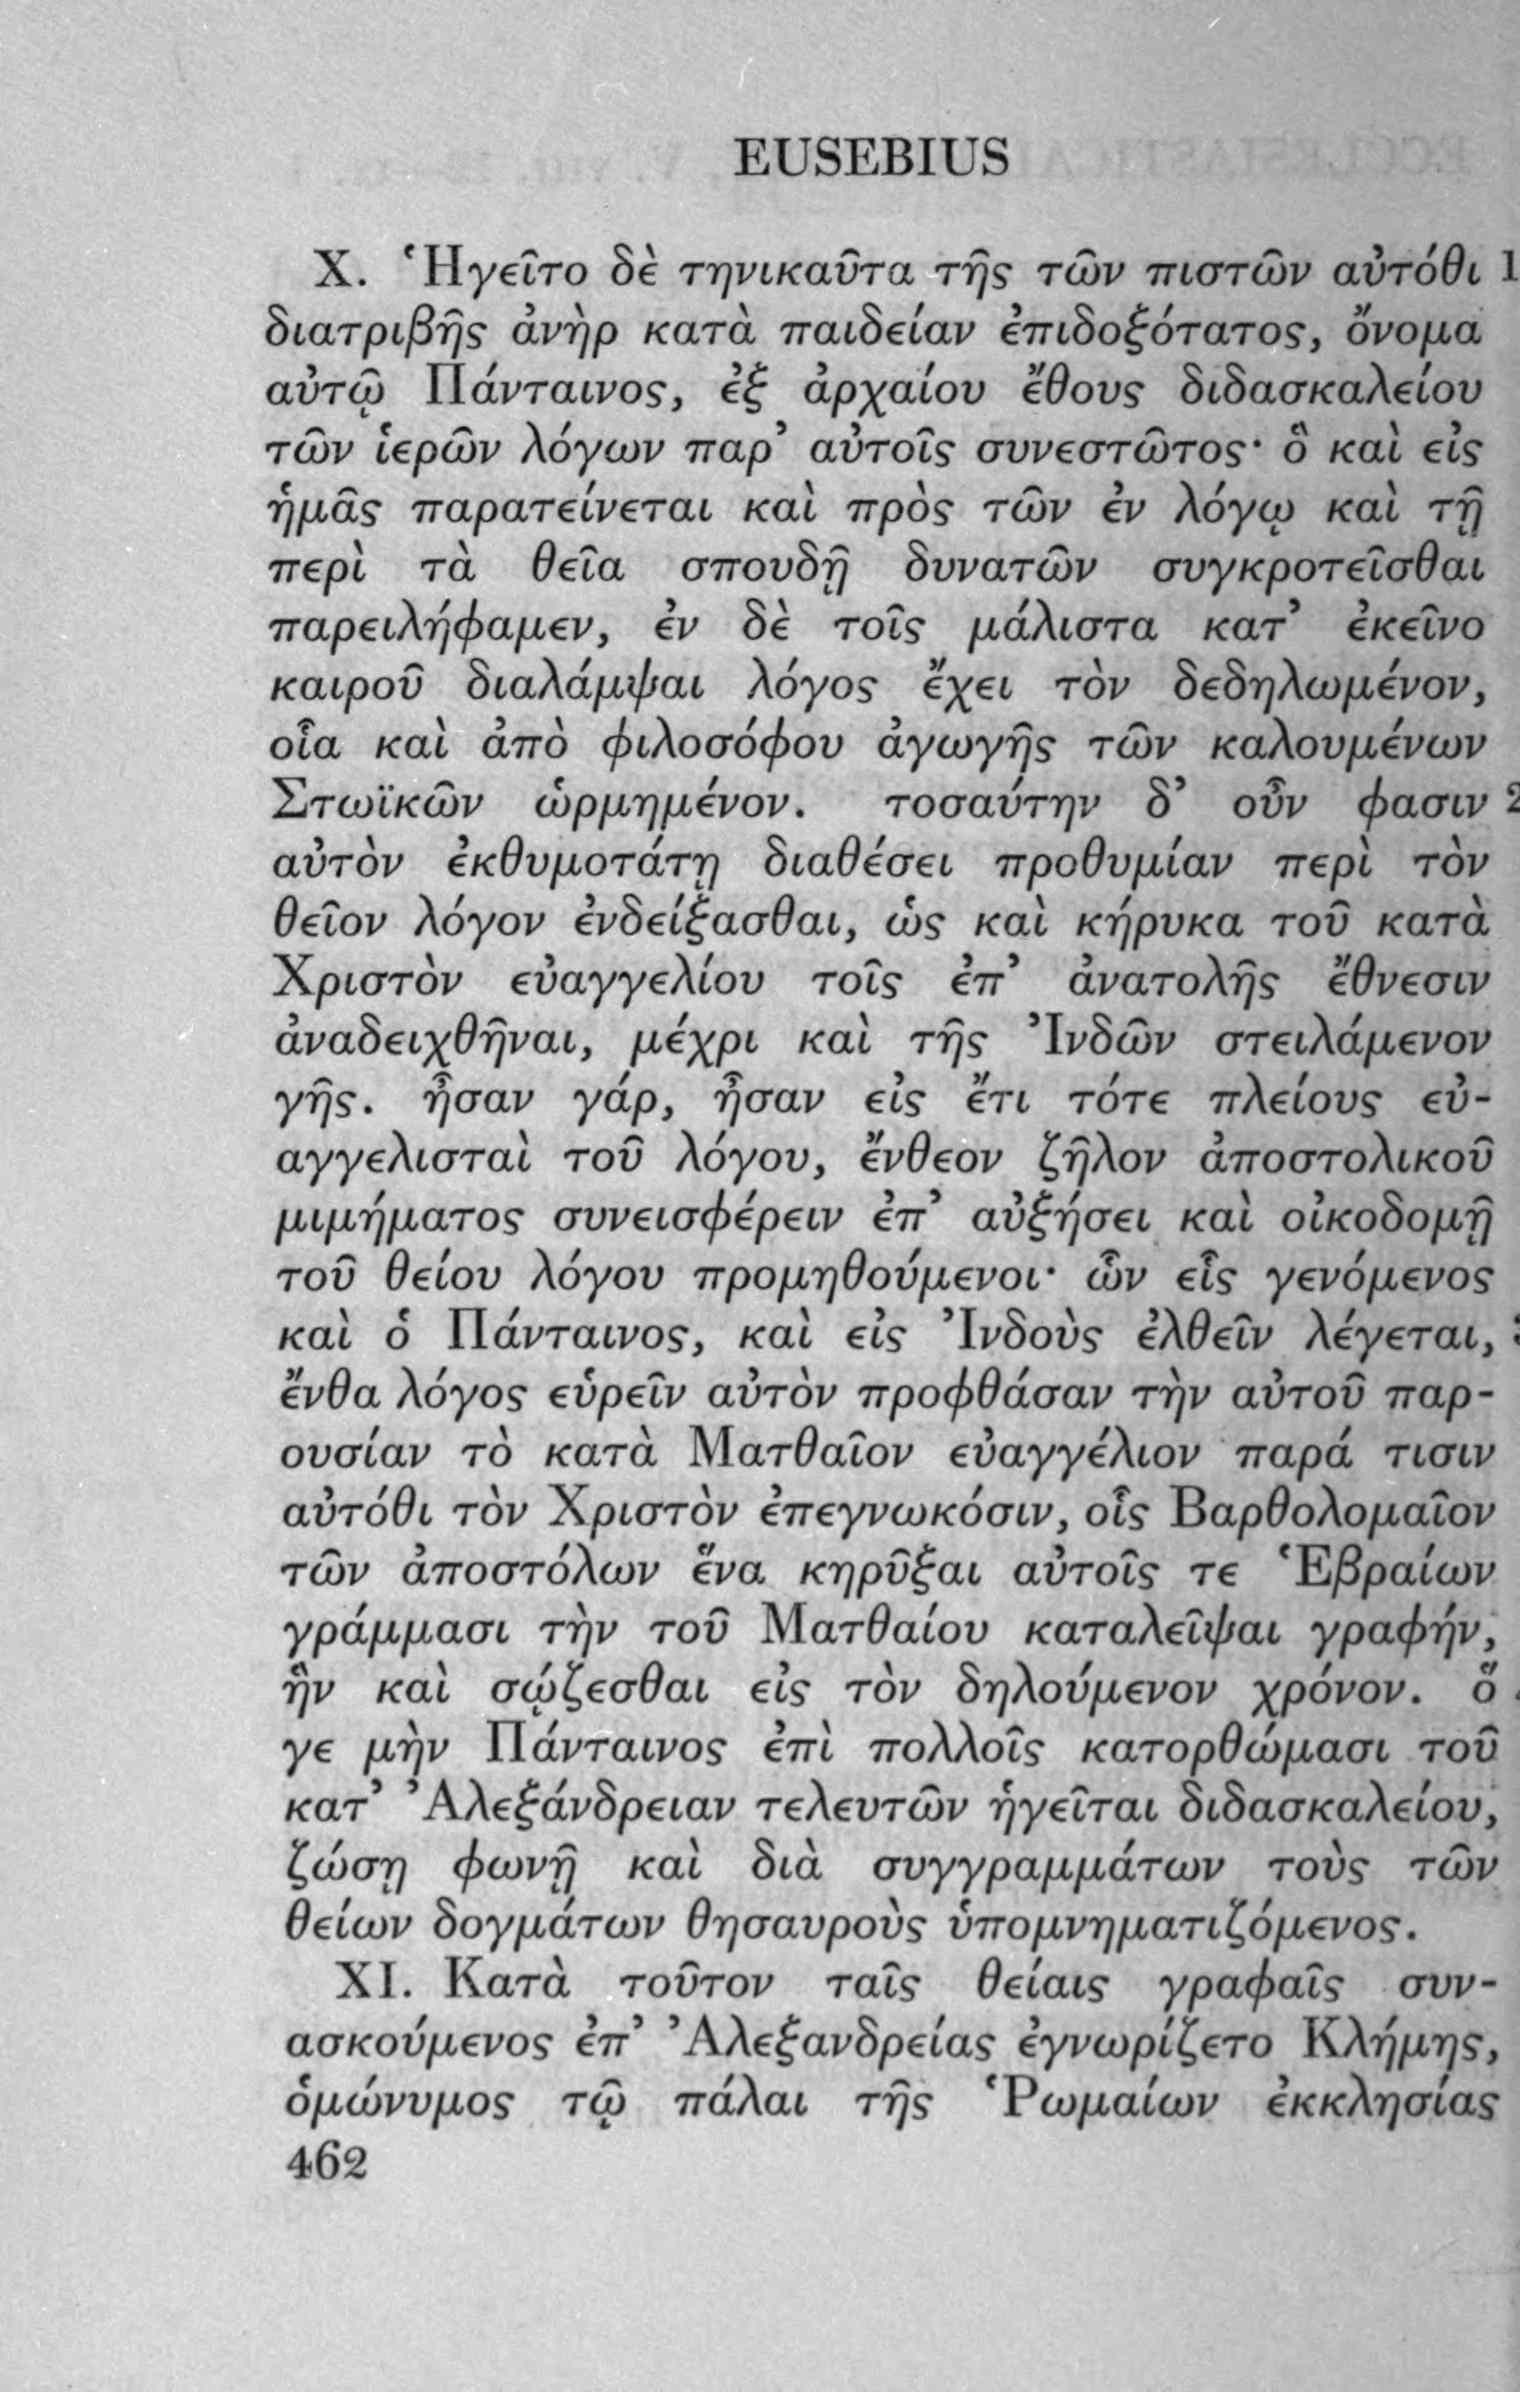 EUSEBIUS
X. Ἡγεῖτο δὲ τηνικαῦτα τῆς τῶν πιστῶν αὐτόθι 1
διατριβῆς ἀνὴρ κατὰ παιδείαν ἐπιδοξότατος, ὄνομα
αὐτῷ Πάνταινος, ἐξ ἀρχαίου ἔθους διδασκαλείου
τῶν ἱερῶν λόγων παρ’ αὐτοῖς συνεστῶτος· ὃ καὶ εἰς
ἡμᾶς παρατείνεται καὶ πρὸς τῶν ἐν λόγῳ καὶ τῇ
περὶ τὰ θεῖα σπουδῇ δυνατῶν συγκροτεῖσθαι
παρειλήφαμεν, ἐν δὲ τοῖς μάλιστα κατ’ ἐκεῖνο
καιροῦ διαλάμψαι λόγος ἔχει τὸν δεδηλωμένον,
οἷα καὶ ἀπὸ φιλοσόφου ἀγωγῆς τῶν καλουμένων
Στωϊκῶν ὡρμημένον. τοσαύτην δ’ οὖν φασιν 2
αὐτὸν ἐκθυμοτάτῃ διαθέσει προθυμίαν περὶ τὸν
θεῖον λόγον ἐνδείξασθαι, ὡς καὶ κήρυκα τοῦ κατὰ
Χριστὸν εὐαγγελίου τοῖς ἐπ’ ἀνατολῆς ἔθνεσιν
ἀναδειχθῆναι, μέχρι καὶ τῆς Ἰνδῶν στειλάμενον
γῆς. ἦσαν γάρ, ἦσαν εἰς ἔτι τότε πλείους εὐ-
αγγελισταὶ τοῦ λόγου, ἔνθεον ζῆλον ἀποστολικοῦ
μιμήματος συνεισφέρειν ἐπ’ αὐξήσει καὶ οἰκοδομῇ
τοῦ θείου λόγου προμηθούμενοι· ὧν εἷς γενόμενος
καὶ ὁ Πάνταινος, καὶ εἰς Ἰνδοὺς ἐλθεῖν λέγεται,
ἔνθα λόγος εὑρεῖν αὐτὸν προφθάσαν τὴν αὐτοῦ παρ-
ουσίαν τὸ κατὰ Ματθαῖον εὐαγγέλιον παρά τισιν
αὐτόθι τὸν Χριστὸν ἐπεγνωκόσιν, οἷς Βαρθολομαῖον
τῶν ἀποστόλων ἕνα κηρῦξαι αὐτοῖς τε Ἑβραίων
γράμμασι τὴν τοῦ Ματθαίου καταλεῖψαι γραφήν,
ἣν καὶ σῴζεσθαι εἰς τὸν δηλούμενον χρόνον. ὅ
γε μὴν Πάνταινος ἐπὶ πολλοῖς κατορθώμασι τοῦ
κατ’ Ἀλεξάνδρειαν τελευτῶν ἡγεῖται διδασκαλείου,
ζώσῃ φωνῇ καὶ διὰ συγγραμμάτων τοὺς τῶν
θείων δογμάτων θησαυροὺς ὑπομνηματιζόμενος.
XI. Κατὰ τοῦτον ταῖς θείαις γραφαῖς συν-
ασκούμενος ἐπ’ Ἀλεξανδρείας ἐγνωρίζετο Κλήμης,
ὁμώνυμος τῷ πάλαι τῆς Ῥωμαίων ἐκκλησίας
462